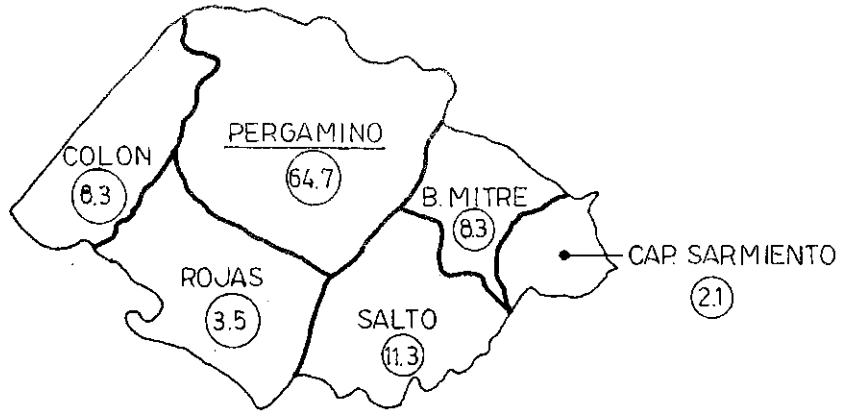 PERGAMINO
64.7
COLON
8.3
B. MITRE
8.3
CAP. SARMIENTO
2.1
ROJAS
3.5
SALTO
11.3